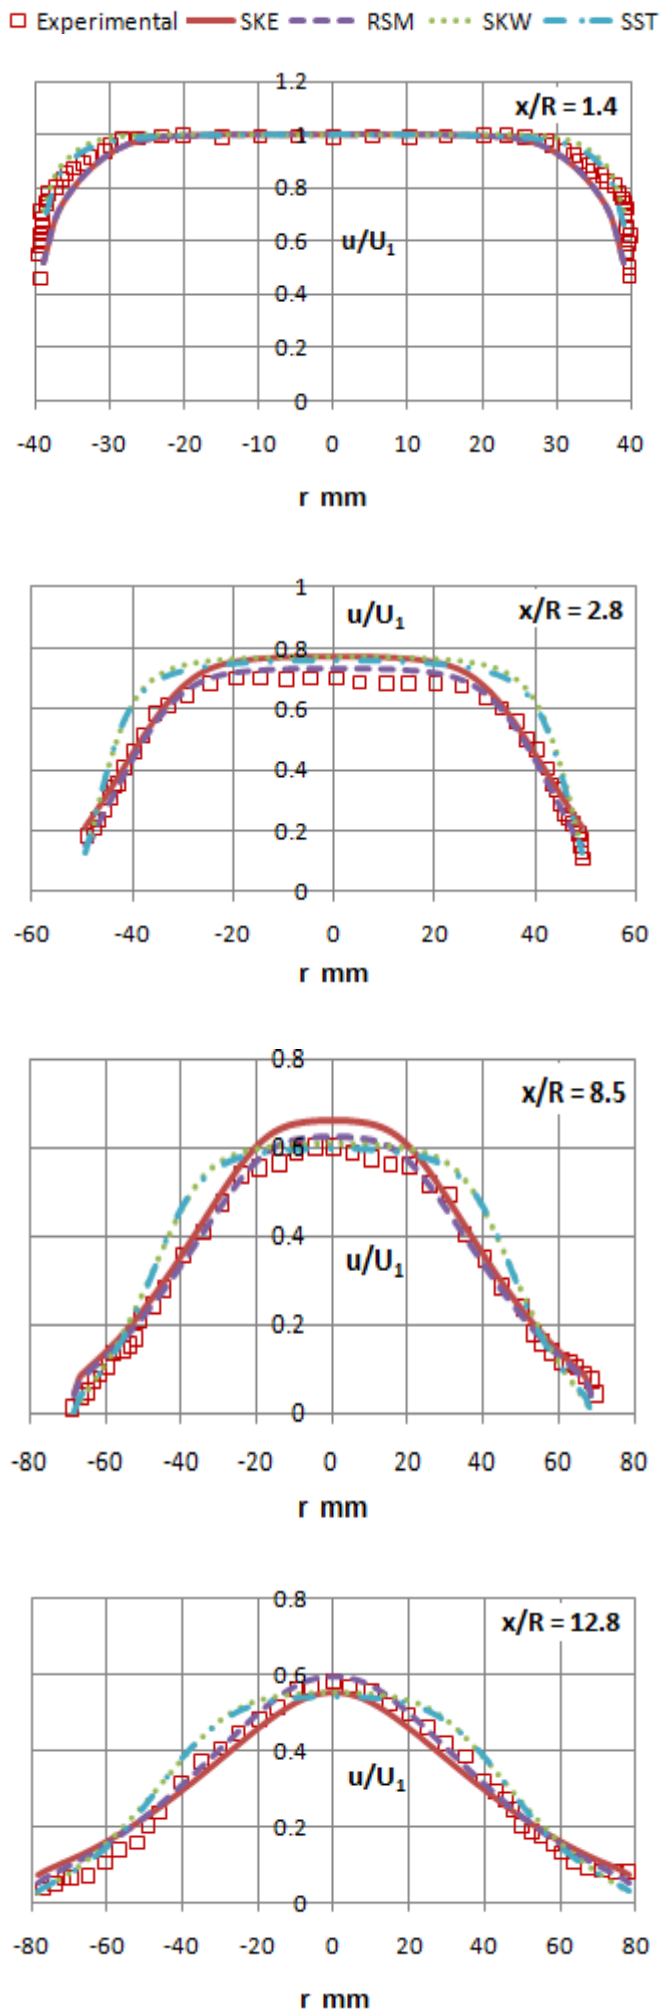 Experimental SKE RSM SKW SST
1.2
x/R = 1.4
1
0.8
0.6
u/U1
0.4
0.2
0
-40 -30 -20 -10 0 10 20 30 40
r mm
1
u/U1
x/R = 2.8
0.8
0.6
0.4
0.2
0
-60 -40 -20 0 20 40 60
r mm
0.8
x/R = 8.5
0.6
0.4
u/U1
0.2
0
-80 -60 -40 -20 0 20 40 60 80
r mm
0.8
x/R = 12.8
0.6
0.4
u/U1
0.2
0
-80 -60 -40 -20 0 20 40 60 80
r mm